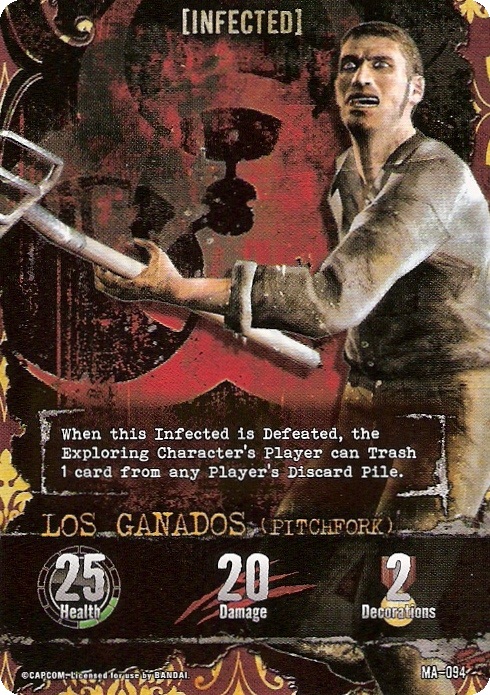 [INFECTED]
When this Infected is Defeated, the
Exploring Character's Player can Trash
1 card from any Player's Discard Pile.
LOS GANADOS (PITCHFORK)
25 20 2
Health Damage Decorations
©CAPCOM, Licensed for use by BANDAI. MA-094